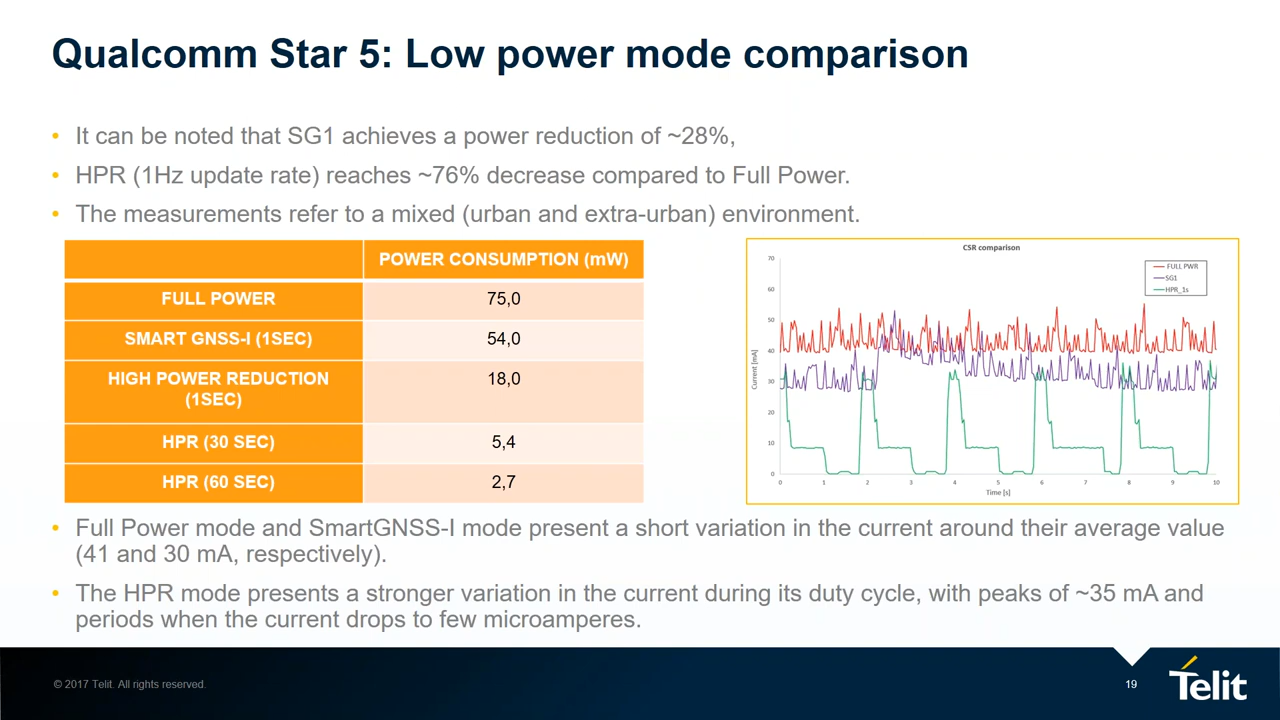 Qualcomm Star 5: Low power mode comparison
• It can be noted that SG1 achieves a power reduction of ~28%,
• HPR (1Hz update rate) reaches ~76% decrease compared to Full Power.
• The measurements refer to a mixed (urban and extra-urban) environment.
POWER CONSUMPTION (mW)
FULL POWER 75,0
SMART GNSS-I (1SEC) 54,0
HIGH POWER REDUCTION 18,0
(1SEC)
HPR (30 SEC) 5,4
HPR (60 SEC) 2,7
CSR comparison
FULL PWR
SG1
HPR_1s
70
60
50
40
30
20
10
0
Current [mA]
0 1 2 3 4 5 6 7 8 9 10
Time [s]
• Full Power mode and SmartGNSS-I mode present a short variation in the current around their average value
(41 and 30 mA, respectively).
• The HPR mode presents a stronger variation in the current during its duty cycle, with peaks of ~35 mA and
periods when the current drops to few microamperes.
© 2017 Telit. All rights reserved.
19
Telit